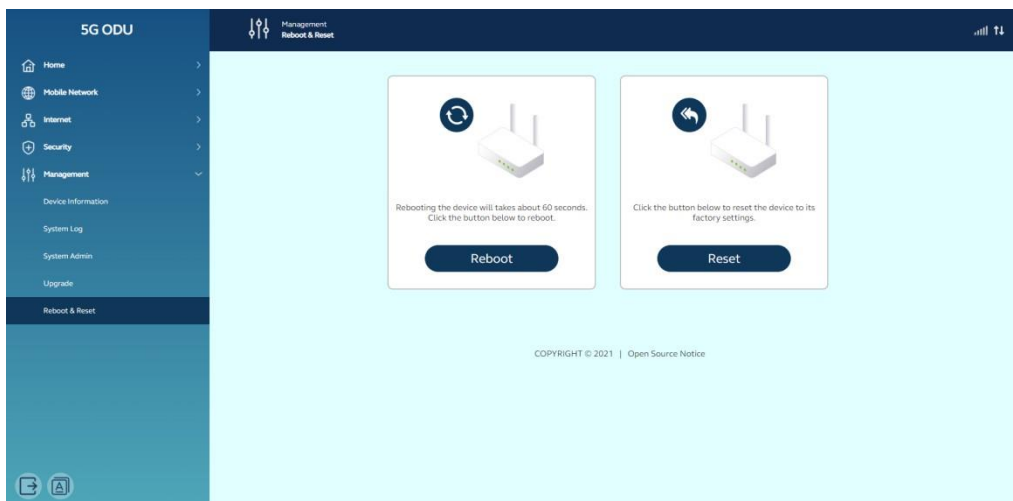 5G ODU
Home
Mobile Network
Internet
Security
Management
Device Information
System Log
System Admin
Upgrade
Reboot & Reset
Management
Reboot & Reset
Rebooting the device will takes about 60 seconds.
Click the button below to reboot.
Reboot
Click the button below to reset the device to its
factory settings.
Reset
COPYRIGHT © 2021 | Open Source Notice
A